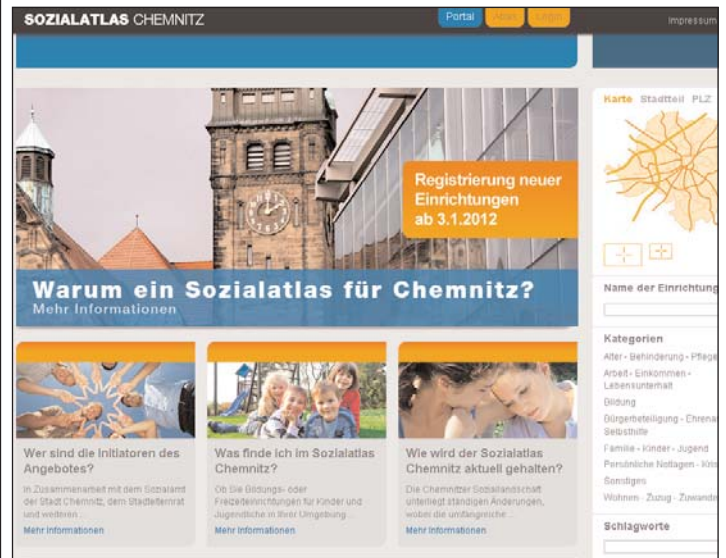 SOZIALATLAS CHEMNITZ
Portal
Login
Impressum
Karte Stadtteil PLZ
Registrierung neuer
Einrichtungen
ab 3.1.2012
Warum ein Sozialatlas für Chemnitz?
Mehr Informationen
Wer sind die Initiatoren des
Angebotes?
In Zusammenarbeit mit dem Sozialamt
der Stadt Chemnitz, dem Stadtelternrat
und weiteren ...
Mehr Informationen
Was finde ich im Sozialatlas
Chemnitz?
Ob Sie Bildungs- oder
Freizeiteinrichtungen für Kinder und
Jugendliche in Ihrer Umgebung ...
Mehr Informationen
Wie wird der Sozialatlas
Chemnitz aktuell gehalten?
Die Chemnitzer Soziallandschaft
unterliegt ständigen Änderungen,
wobei die umfangreiche ...
Mehr Informationen
Name der Einrichtung
Kategorien
Alter - Behinderung - Pflege
Arbeit - Einkommen -
Lebensunterhalt
Bildung
Bürgerbeteiligung - Ehrena
Selbsthilfe
Familie - Kinder - Jugend
Persönliche Notlagen - Kris
Sonstiges
Wohnen - Zuzug - Zuwande
Schlagworte